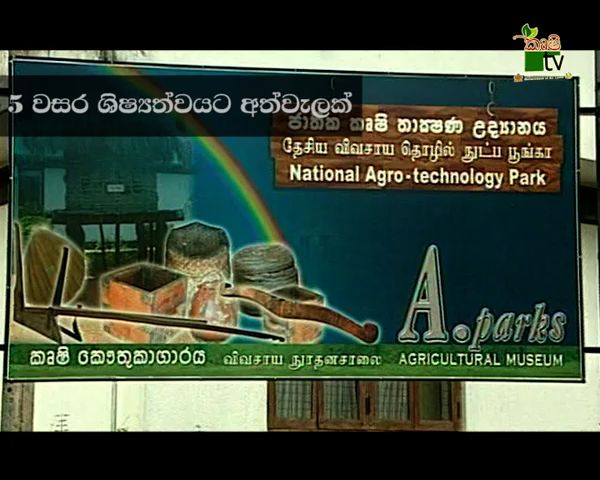 කෘෂි
tv
5 වසර ශිෂ්‍යත්වයට අත්වැලක්
ජාතික කෘෂි තාක්ෂණ උද්‍යානය
தேசிய விவசாய தொழில் நுட்ப பூங்கா
National Agro-technology Park
A.parks
කෘෂි කෞතුකාගාරය விவசாய நூதனசாலை AGRICULTURAL MUSEUM